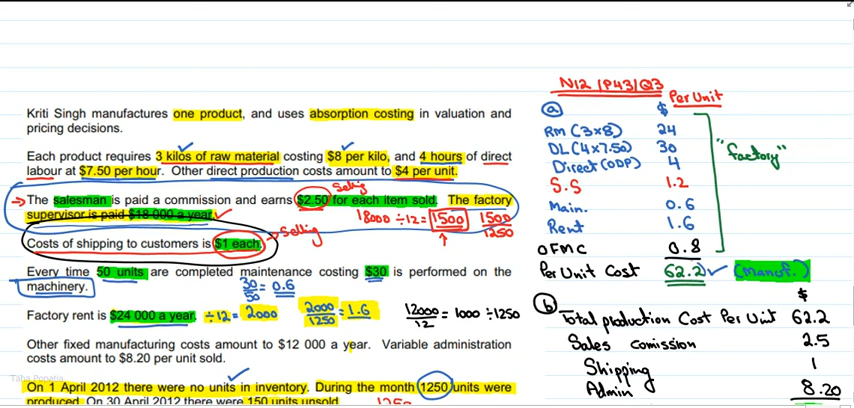 Kriti Singh manufactures one product, and uses absorption costing in valuation and
pricing decisions.
Each product requires 3 kilos of raw material costing $8 per kilo, and 4 hours of direct
labour at $7.50 per hour. Other direct production costs amount to $4 per unit.
Selling
The salesman is paid a commission and earns $2.50 for each item sold. The factory
supervisor is paid $18 000 a year.
18000 ÷12 = 1500 1500/1250
Costs of shipping to customers is $1 each. → Selling
Every time 50 units are completed maintenance costing $30 is performed on the
machinery.
30/50 = 0.6
Factory rent is $24 000 a year. ÷12 = 2000 2000/1250 = 1.6 12000/12 = 1000 ÷1250
Other fixed manufacturing costs amount to $12 000 a year. Variable administration
costs amount to $8.20 per unit sold.
On 1 April 2012 there were no units in inventory. During the month 1250 units were
produced. On 30 April 2012 there were 150 units unsold.
N12/P43/Q3
Per Unit
a $
RM (3x8) 24
DL (4x7.50) 30
Direct (ODP) 4
S.S 1.2
Main. 0.6
Rent 1.6
OFMC 0.8
"factory"
Per Unit Cost 62.2 (Manuf.)
b $
Total production Cost Per Unit 62.2
Sales Comission 2.5
Shipping 1
Admin 8.20